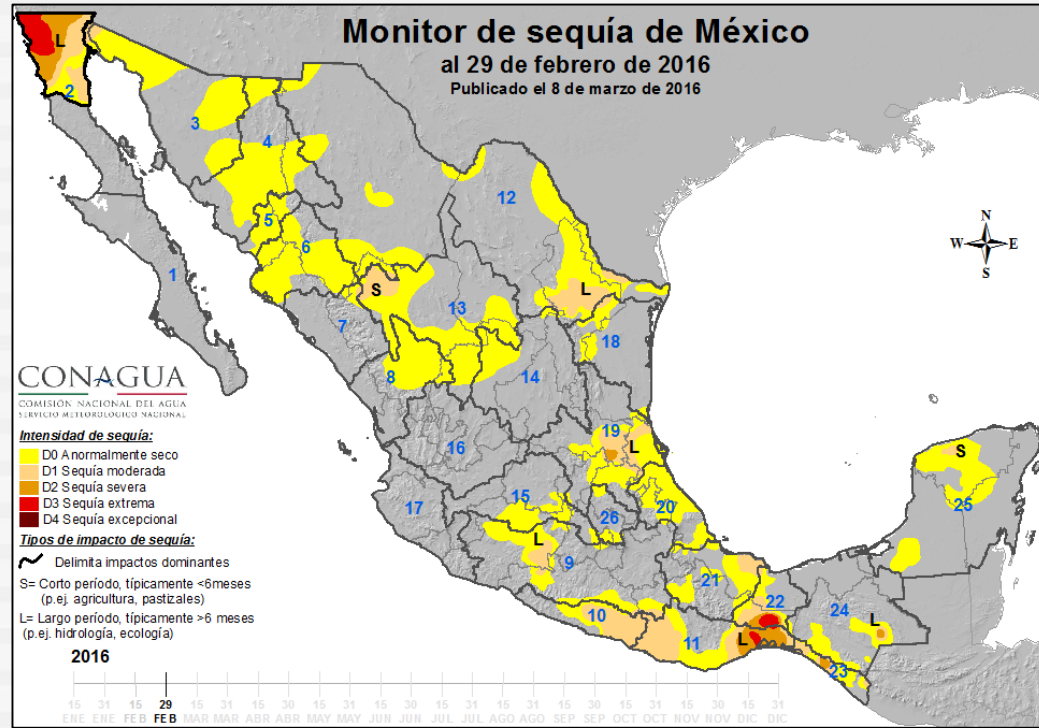 Monitor de sequía de México
al 29 de febrero de 2016
Publicado el 8 de marzo de 2016
L
2
3
4
5
6
S
7
8
1
12
13
L
18
14
N
W E
S
CONAGUA
COMISIÓN NACIONAL DEL AGUA
SERVICIO METEOROLÓGICO NACIONAL
16
17
19
L
15
20
26
L
9
S
25
21
22
10
11
L
24
L
23
Intensidad de sequía:
D0 Anormalmente seco
D1 Sequía moderada
D2 Sequía severa
D3 Sequía extrema
D4 Sequía excepcional
Tipos de impacto de sequía:
Delimita impactos dominantes
S= Corto período, típicamente <6meses
(p.ej. agricultura, pastizales)
L= Largo período, típicamente >6 meses
(p.ej. hidrología, ecología)
2016
15 31 15 29 15 31 15 30 15 31 15 30 15 31 15 31 15 30 15 31 15 30 15 31
ENE ENE FEB FEB MAR MAR ABR ABR MAY MAY JUN JUN JUL JUL AGO AGO SEP SEP OCT OCT NOV NOV DIC DIC